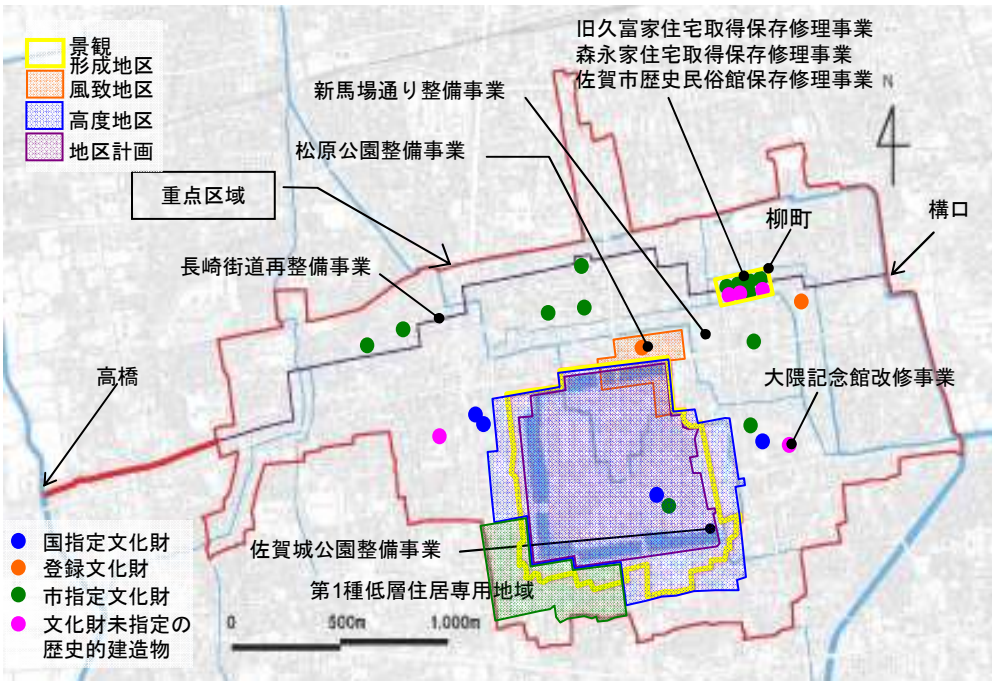 景観
形成地区
風致地区
高度地区
地区計画
旧久富家住宅取得保存修理事業
森永家住宅取得保存修理事業
佐賀市歴史民俗館保存修理事業
新馬場通り整備事業
松原公園整備事業
N
重点区域
柳町
構口
長崎街道再整備事業
高橋
大隈記念館改修事業
佐賀城公園整備事業
第1種低層住居専用地域
国指定文化財
登録文化財
市指定文化財
文化財未指定の
歴史的建造物
0 500m 1,000m